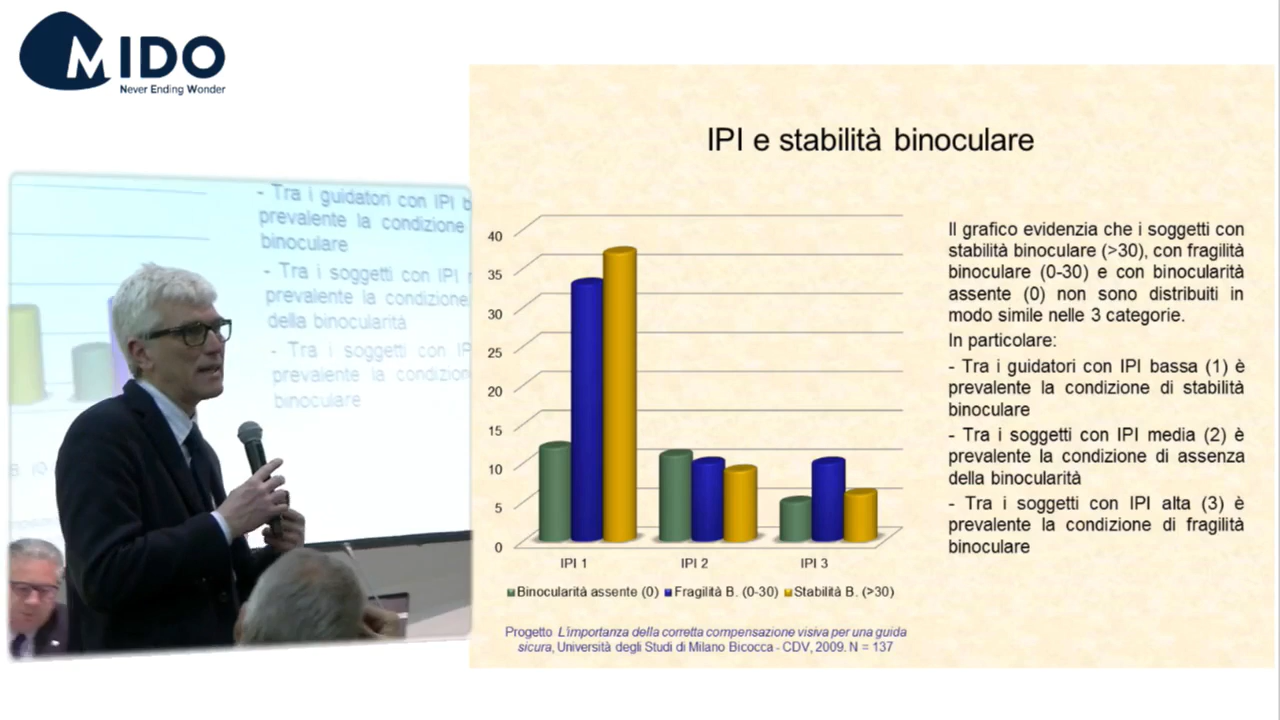 MIDO
Never Ending Wonder
- Tra i guidatori con IPI b
prevalente la condizione
binoculare
- Tra i soggetti con IPI
prevalente la condizione
della binocularità
- Tra i soggetti con IP
prevalente la condizion
binoculare
IPI e stabilità binoculare
40
35
30
25
20
15
10
5
0
IPI 1 IPI 2 IPI 3
Binocularità assente (0) Fragilità B. (0-30) Stabilità B. (>30)
Progetto L'importanza della corretta compensazione visiva per una guida
sicura, Università degli Studi di Milano Bicocca - CDV, 2009. N = 137
Il grafico evidenzia che i soggetti con
stabilità binoculare (>30), con fragilità
binoculare (0-30) e con binocularità
assente (0) non sono distribuiti in
modo simile nelle 3 categorie.
In particolare:
- Tra i guidatori con IPI bassa (1) è
prevalente la condizione di stabilità
binoculare
- Tra i soggetti con IPI media (2) è
prevalente la condizione di assenza
della binocularità
- Tra i soggetti con IPI alta (3) è
prevalente la condizione di fragilità
binoculare